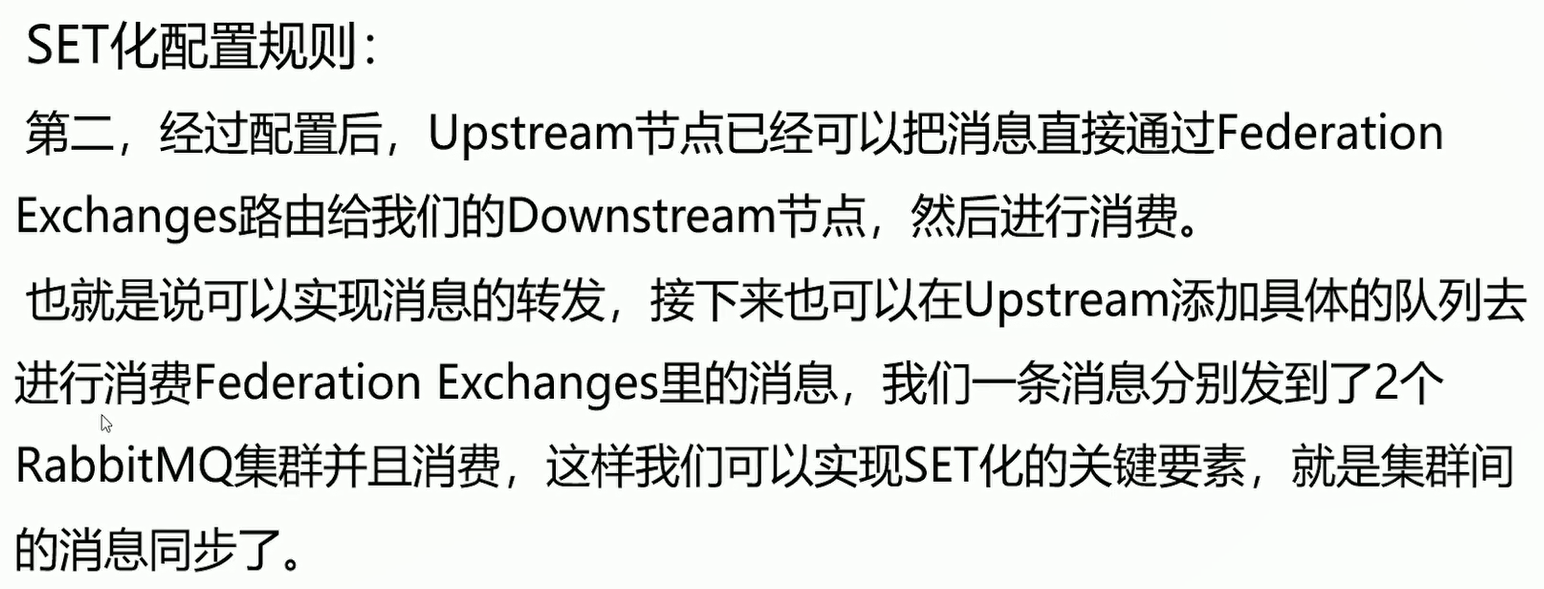 SET化配置规则：
第二，经过配置后，Upstream节点已经可以把消息直接通过Federation
Exchanges路由给我们的Downstream节点，然后进行消费。
也就是说可以实现消息的转发，接下来也可以在Upstream添加具体的队列去
进行消费Federation Exchanges里的消息，我们一条消息分别发到了2个
RabbitMQ集群并且消费，这样我们可以实现SET化的关键要素，就是集群间
的消息同步了。